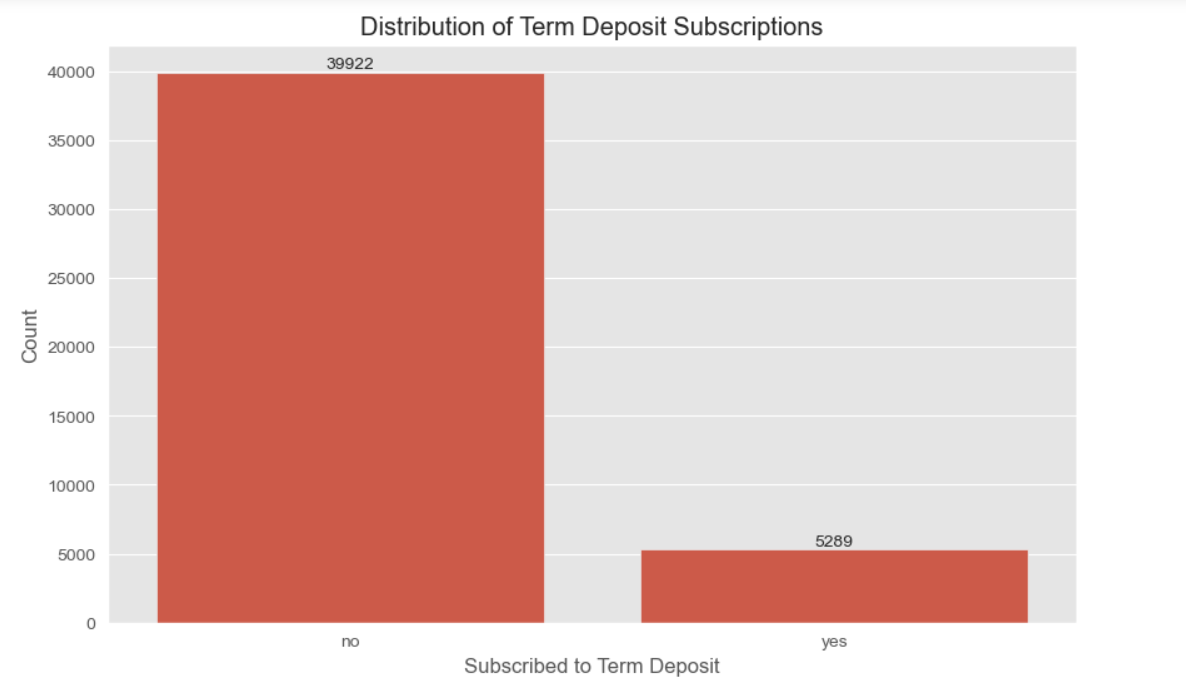 Distribution of Term Deposit Subscriptions
39922
40000
35000
30000
25000
Count
20000
15000
10000
5289
5000
0
no yes
Subscribed to Term Deposit